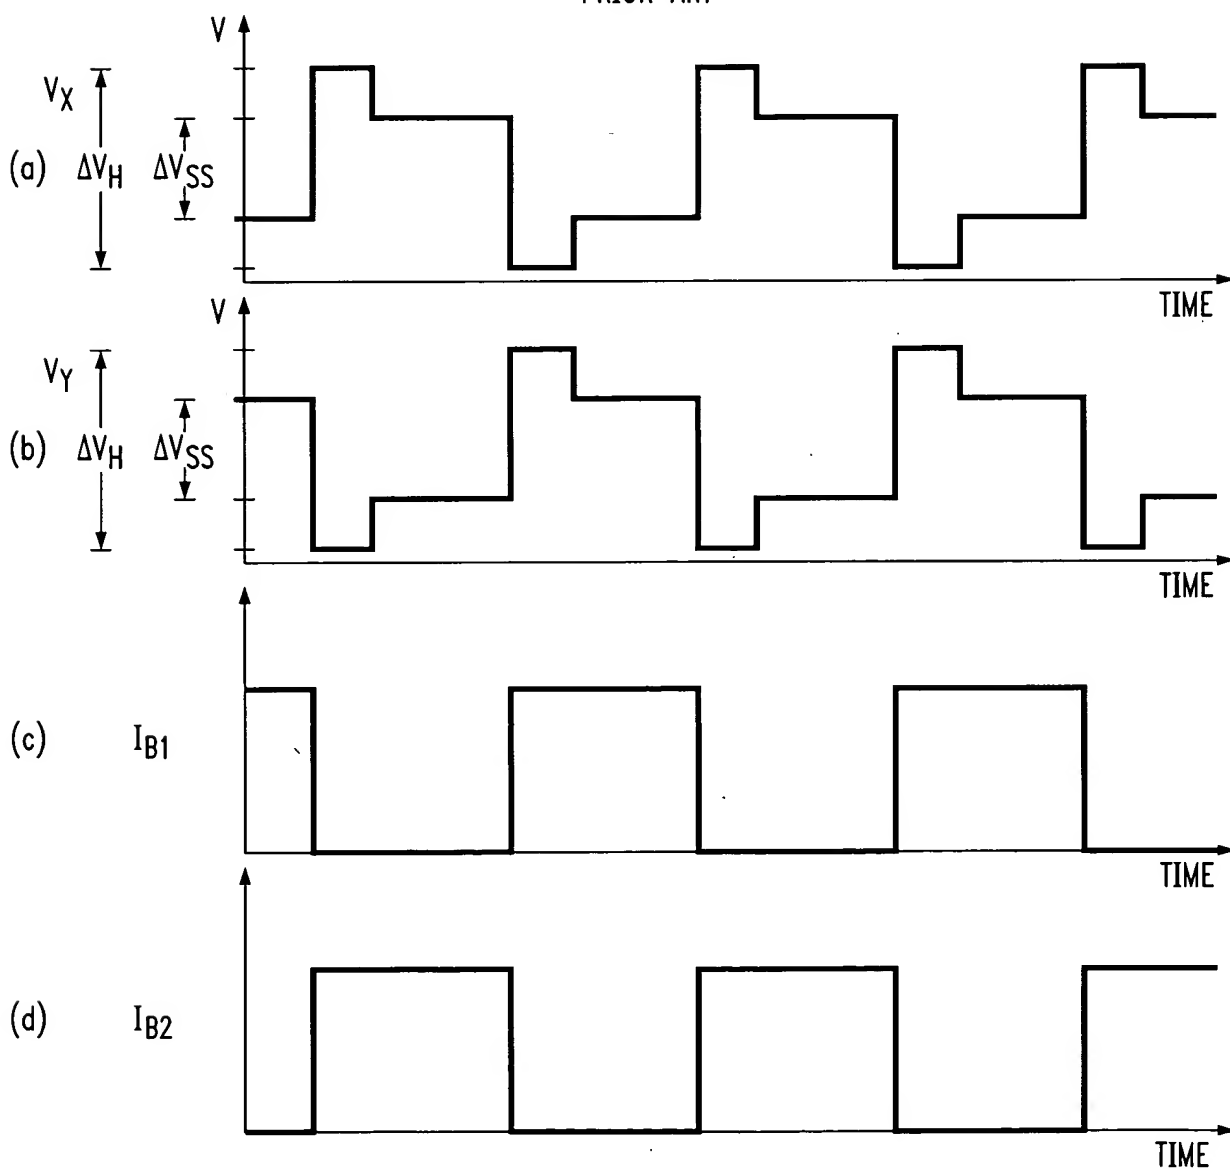 V
V_X
(a) ΔV_H ΔV_SS
TIME
V
V_Y
(b) ΔV_H ΔV_SS
TIME
(c) I_B1
TIME
(d) I_B2
TIME